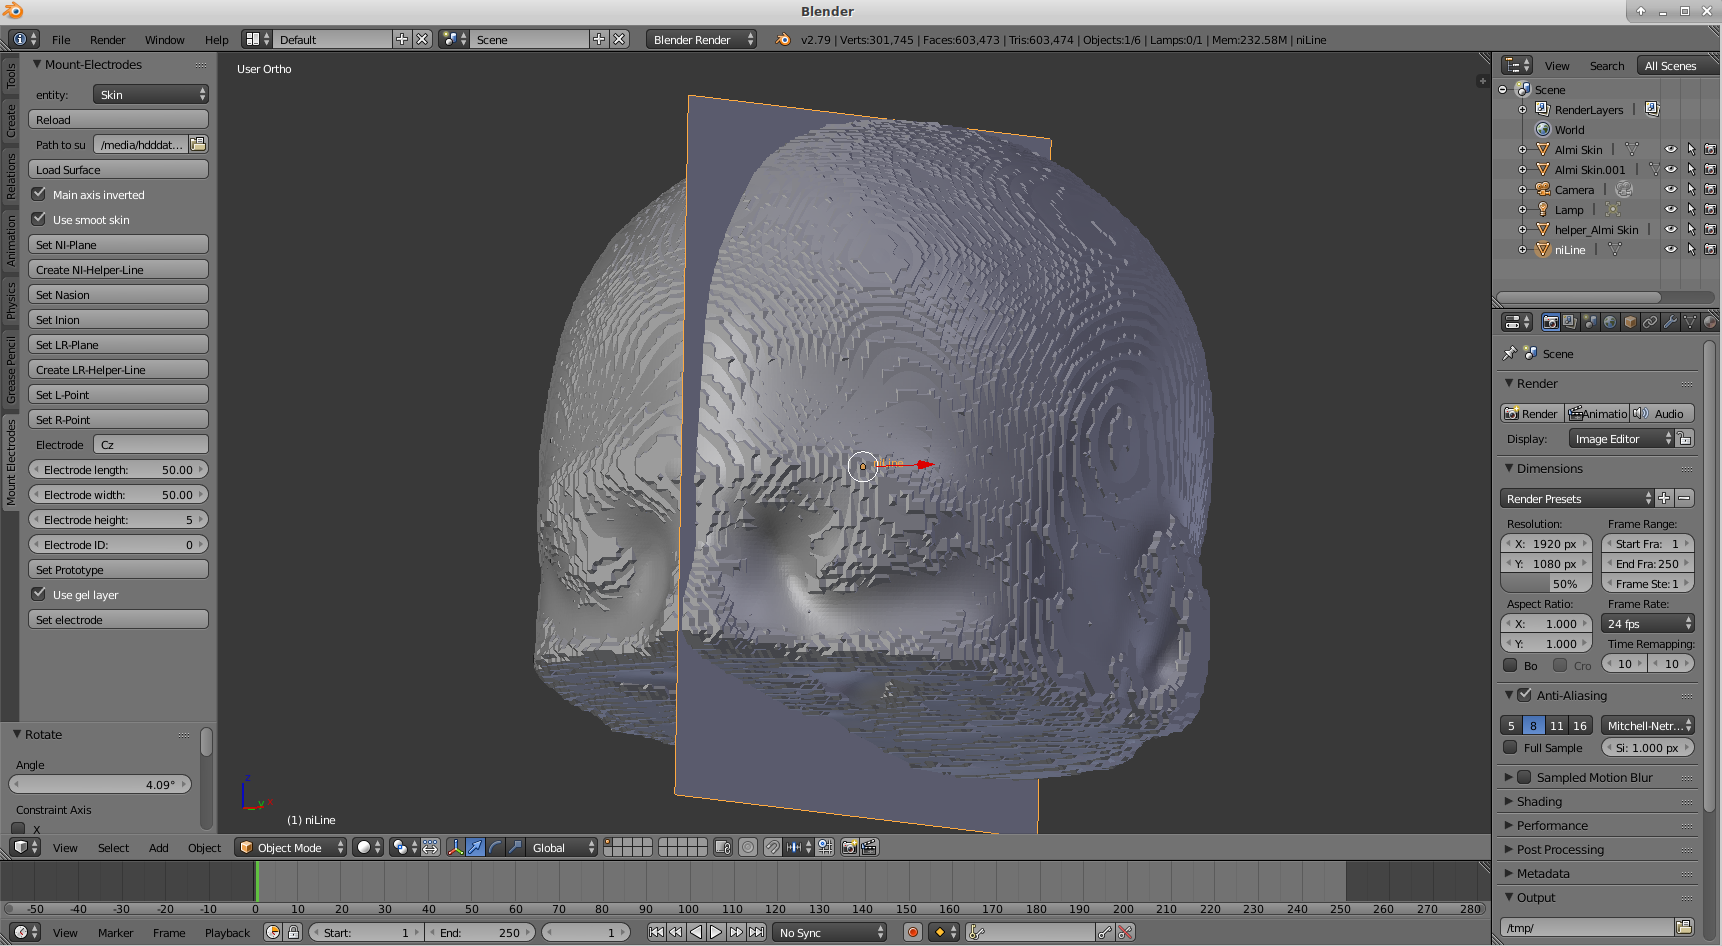 Blender
File Render Window Help Default Scene Blender Render v2.79 | Verts:301,745 | Faces:603,473 | Tris:603,474 | Objects:1/6 | Lamps:0/1 | Mem:232.58M | niLine
Tools
Create
Relations
Animation
Physics
Grease Pencil
Mount Electrodes
Mount-Electrodes
entity: Skin
Reload
Path to su /media/hdddat...
Load Surface
Main axis inverted
Use smoot skin
Set NI-Plane
Create NI-Helper-Line
Set Nasion
Set Inion
Set LR-Plane
Create LR-Helper-Line
Set L-Point
Set R-Point
Electrode Cz
Electrode length: 50.00
Electrode width: 50.00
Electrode height: 5
Electrode ID: 0
Set Prototype
Use gel layer
Set electrode
Rotate
Angle
4.09°
Constraint Axis
X
User Ortho
niLine
z
y
(1) niLine
View Select Add Object Object Mode Global
View Search All Scenes
Scene
RenderLayers |
World
Almi Skin |
Almi Skin.001
Camera |
Lamp |
helper_Almi Skin
niLine |
Scene
Render
Render Animatio Audio
Display: Image Editor
Dimensions
Render Presets
Resolution: Frame Range:
X: 1920 px Start Fra: 1
Y: 1080 px End Fra: 250
50% Frame Ste: 1
Aspect Ratio: Frame Rate:
X: 1.000 24 fps
Y: 1.000 Time Remapping:
Bo Cro 10 10
Anti-Aliasing
5 8 11 16 Mitchell-Netr...
Full Sample Si: 1.000 px
Sampled Motion Blur
Shading
Performance
Post Processing
Metadata
Output
/tmp/
-50 -40 -30 -20 -10 0 10 20 30 40 50 60 70 80 90 100 110 120 130 140 150 160 170 180 190 200 210 220 230 240 250 260 270 280
View Marker Frame Playback Start: 1 End: 250 1 No Sync